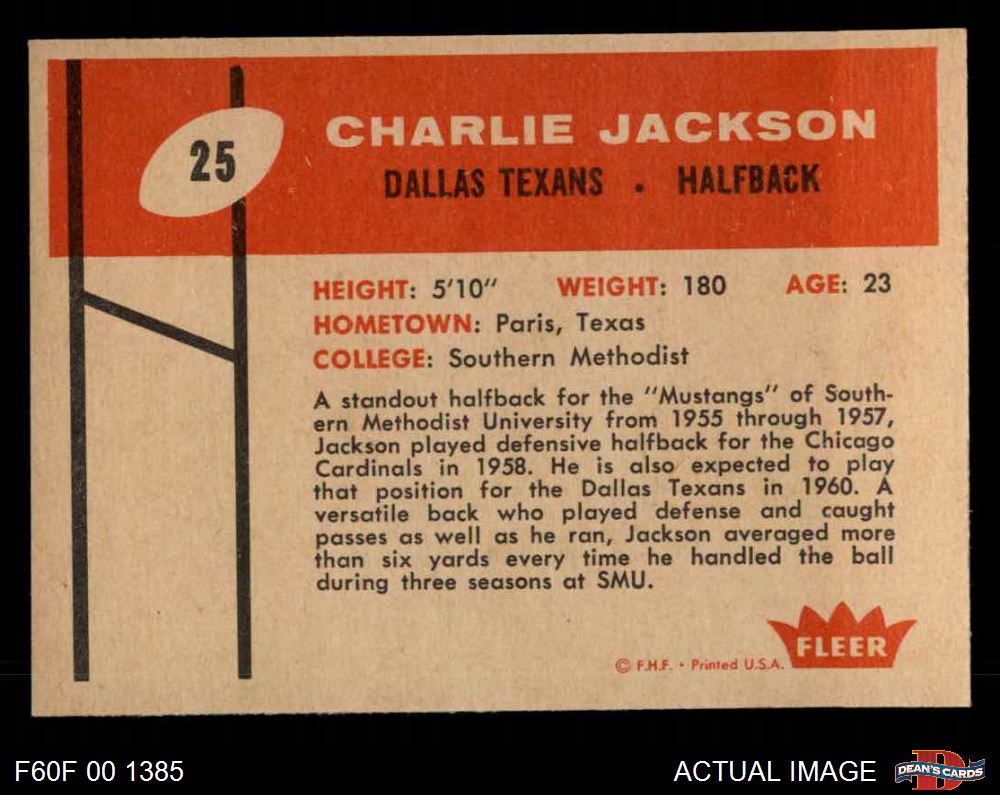 25
CHARLIE JACKSON
DALLAS TEXANS • HALFBACK
HEIGHT: 5'10" WEIGHT: 180 AGE: 23
HOMETOWN: Paris, Texas
COLLEGE: Southern Methodist
A standout halfback for the "Mustangs" of South-
ern Methodist University from 1955 through 1957,
Jackson played defensive halfback for the Chicago
Cardinals in 1958. He is also expected to play
that position for the Dallas Texans in 1960. A
versatile back who played defense and caught
passes as well as he ran, Jackson averaged more
than six yards every time he handled the ball
during three seasons at SMU.
FLEER
© F.H.F. • Printed U.S.A.
F60F 00 1385
ACTUAL IMAGE
D
DEAN'S CARDS